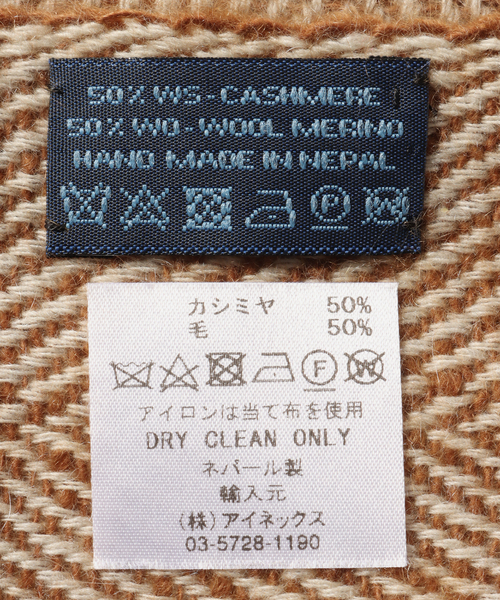 50% WS-CASHMERE
50% WO-WOOL MERINO
HAND MADE IN NEPAL
P W
カシミヤ 50%
毛 50%
F W
アイロンは当て布を使用
DRY CLEAN ONLY
ネパール製
輸入元
(株)アイネックス
03-5728-1190